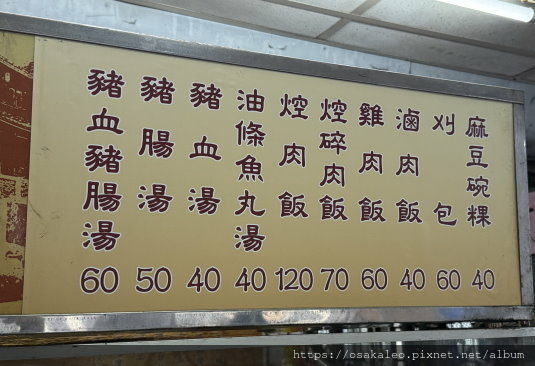 麻豆碗粿 40
刈包 60
滷肉飯 40
雞肉飯 60
焢碎肉飯 70
焢肉飯 120
油條魚丸湯 40
豬血湯 40
豬腸湯 50
豬血豬腸湯 60
https://osakaleo.pixnet.net/album